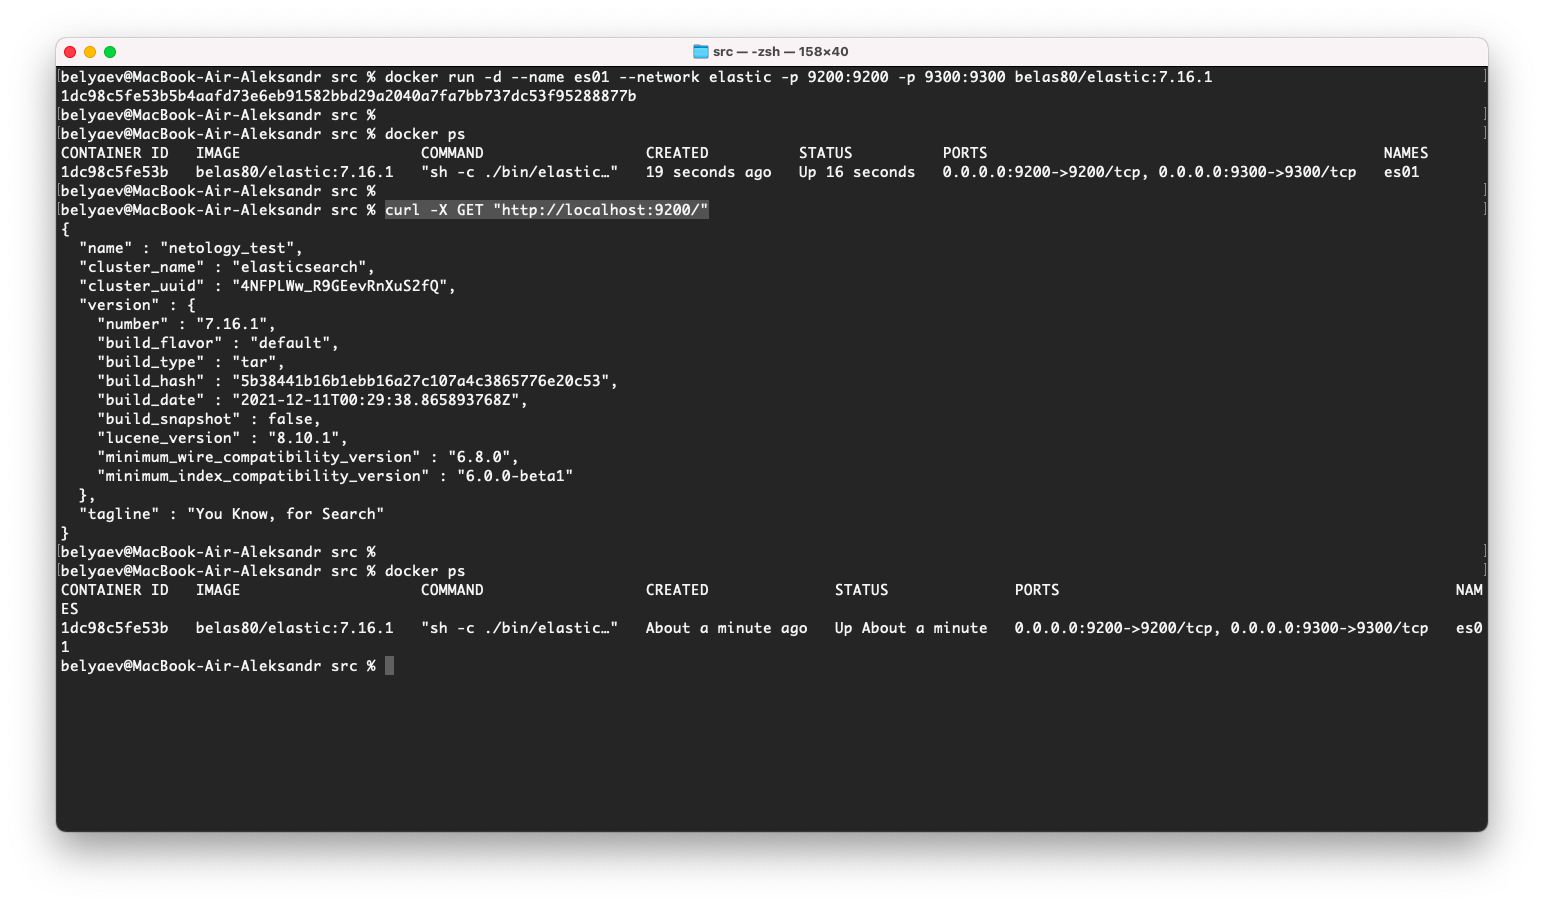 src — -zsh — 158×40
belyaev@MacBook-Air-Aleksandr src % docker run -d --name es01 --network elastic -p 9200:9200 -p 9300:9300 belas80/elastic:7.16.1
1dc98c5fe53b5b4aafd73e6eb91582bbd29a2040a7fa7bb737dc53f95288877b
belyaev@MacBook-Air-Aleksandr src %
belyaev@MacBook-Air-Aleksandr src % docker ps
CONTAINER ID   IMAGE                    COMMAND                  CREATED          STATUS          PORTS                                            NAMES
1dc98c5fe53b   belas80/elastic:7.16.1   "sh -c ./bin/elastic…"   19 seconds ago   Up 16 seconds   0.0.0.0:9200->9200/tcp, 0.0.0.0:9300->9300/tcp   es01
belyaev@MacBook-Air-Aleksandr src %
belyaev@MacBook-Air-Aleksandr src % curl -X GET "http://localhost:9200/"
{
  "name" : "netology_test",
  "cluster_name" : "elasticsearch",
  "cluster_uuid" : "4NFPLWw_R9GEevRnXuS2fQ",
  "version" : {
    "number" : "7.16.1",
    "build_flavor" : "default",
    "build_type" : "tar",
    "build_hash" : "5b38441b16b1ebb16a27c107a4c3865776e20c53",
    "build_date" : "2021-12-11T00:29:38.865893768Z",
    "build_snapshot" : false,
    "lucene_version" : "8.10.1",
    "minimum_wire_compatibility_version" : "6.8.0",
    "minimum_index_compatibility_version" : "6.0.0-beta1"
  },
  "tagline" : "You Know, for Search"
}
belyaev@MacBook-Air-Aleksandr src %
belyaev@MacBook-Air-Aleksandr src % docker ps
CONTAINER ID   IMAGE                    COMMAND                  CREATED              STATUS              PORTS                                            NAM
ES
1dc98c5fe53b   belas80/elastic:7.16.1   "sh -c ./bin/elastic…"   About a minute ago   Up About a minute   0.0.0.0:9200->9200/tcp, 0.0.0.0:9300->9300/tcp   es0
1
belyaev@MacBook-Air-Aleksandr src %